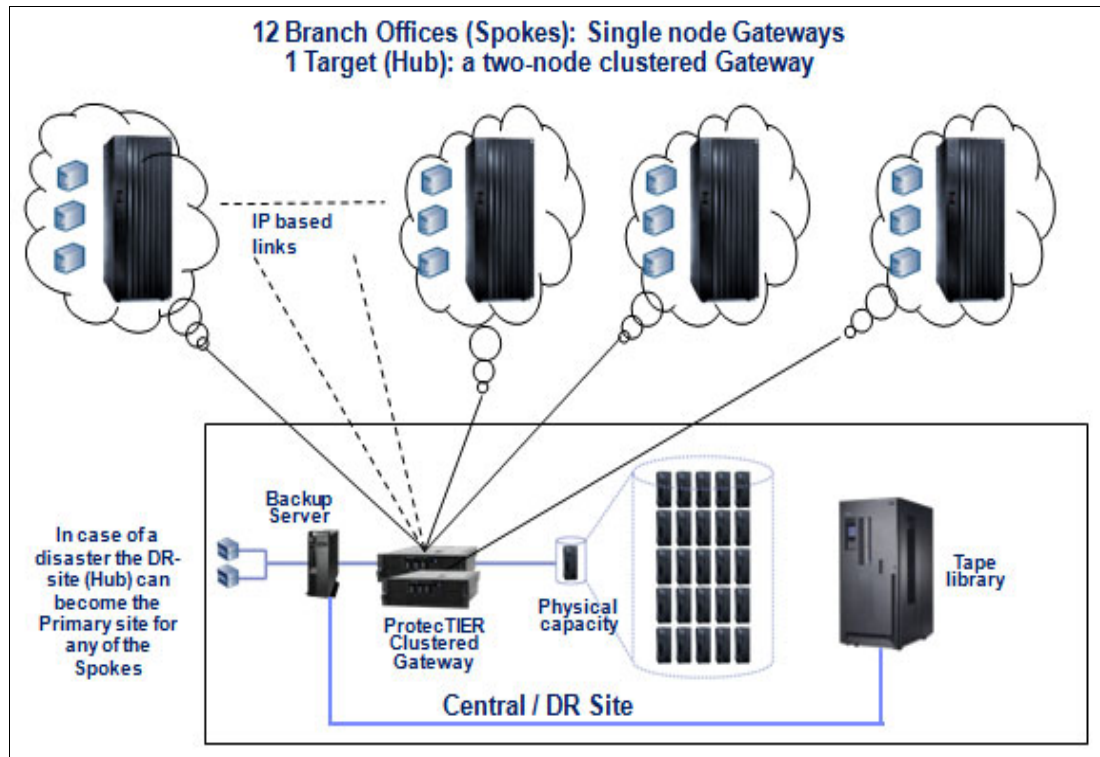 12 Branch Offices (Spokes): Single node Gateways
1 Target (Hub): a two-node clustered Gateway
IP based
links
Backup
Server
In case of a
disaster the DR-
site (Hub) can
become the
Primary site for
any of the
Spokes
ProtecTIER
Clustered
Gateway
Physical
capacity
Tape
library
Central / DR Site